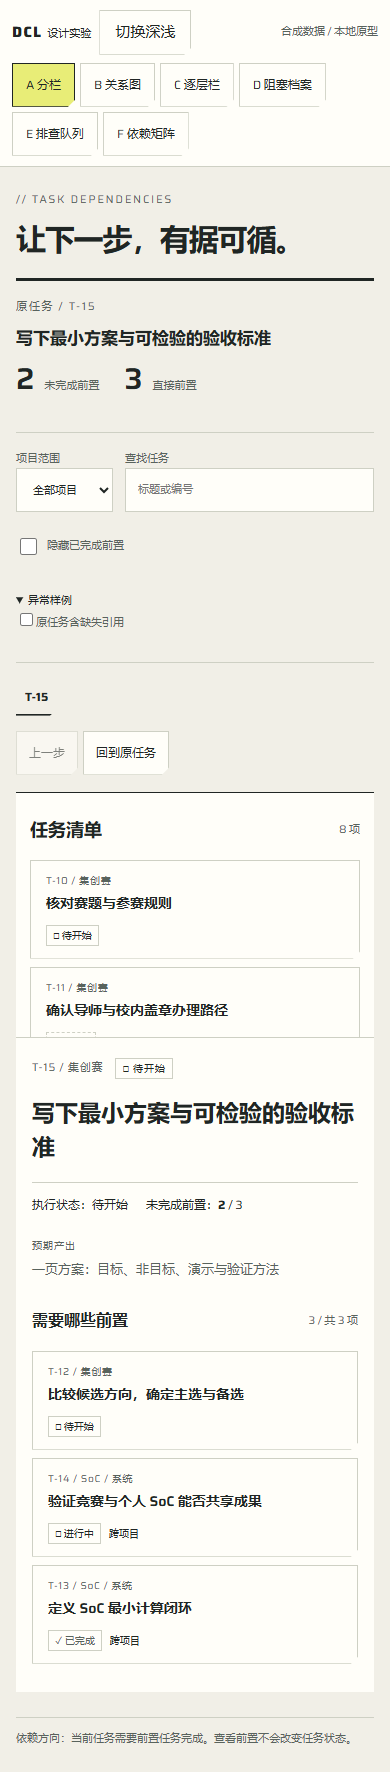 DCL 设计实验 切换深浅 合成数据 / 本地原型
A 分栏 B 关系图 C 逐层栏 D 阻塞档案
E 排查队列 F 依赖矩阵
// TASK DEPENDENCIES
让下一步，有据可循。
原任务 / T-15
写下最小方案与可检验的验收标准
2 未完成前置 3 直接前置
项目范围 查找任务
全部项目 标题或编号
隐藏已完成前置
▼ 异常样例
原任务含缺失引用
T-15
上一步 回到原任务
任务清单 8 项
T-10 / 集创赛
核对赛题与参赛规则
待开始
T-11 / 集创赛
确认导师与校内盖章办理路径
T-15 / 集创赛 待开始
写下最小方案与可检验的验收标
准
执行状态：待开始 未完成前置：2 / 3
预期产出
一页方案：目标、非目标、演示与验证方法
需要哪些前置 3 / 共 3 项
T-12 / 集创赛
比较候选方向，确定主选与备选
待开始
T-14 / SoC / 系统
验证竞赛与个人 SoC 能否共享成果
进行中 跨项目
T-13 / SoC / 系统
定义 SoC 最小计算闭环
✓ 已完成 跨项目
依赖方向：当前任务需要前置任务完成。查看前置不会改变任务状态。